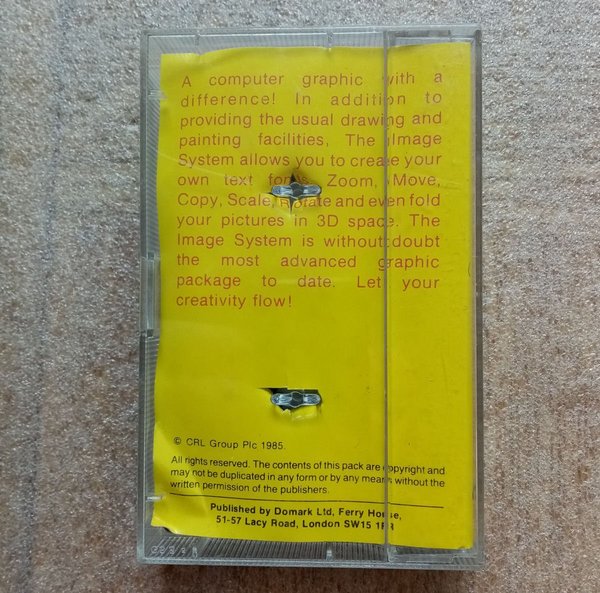 A computer graphic with a
difference! In addition to
providing the usual drawing and
painting facilities, The Image
System allows you to create your
own text fonts. Zoom, Move,
Copy, Scale, Rotate and even fold
your pictures in 3D space. The
Image System is without doubt
the most advanced graphic
package to date. Let your
creativity flow!
© CRL Group Plc 1985.
All rights reserved. The contents of this pack are copyright and
may not be duplicated in any form or by any means without the
written permission of the publishers.
Published by Domark Ltd, Ferry House,
51-57 Lacy Road, London SW15 1PR